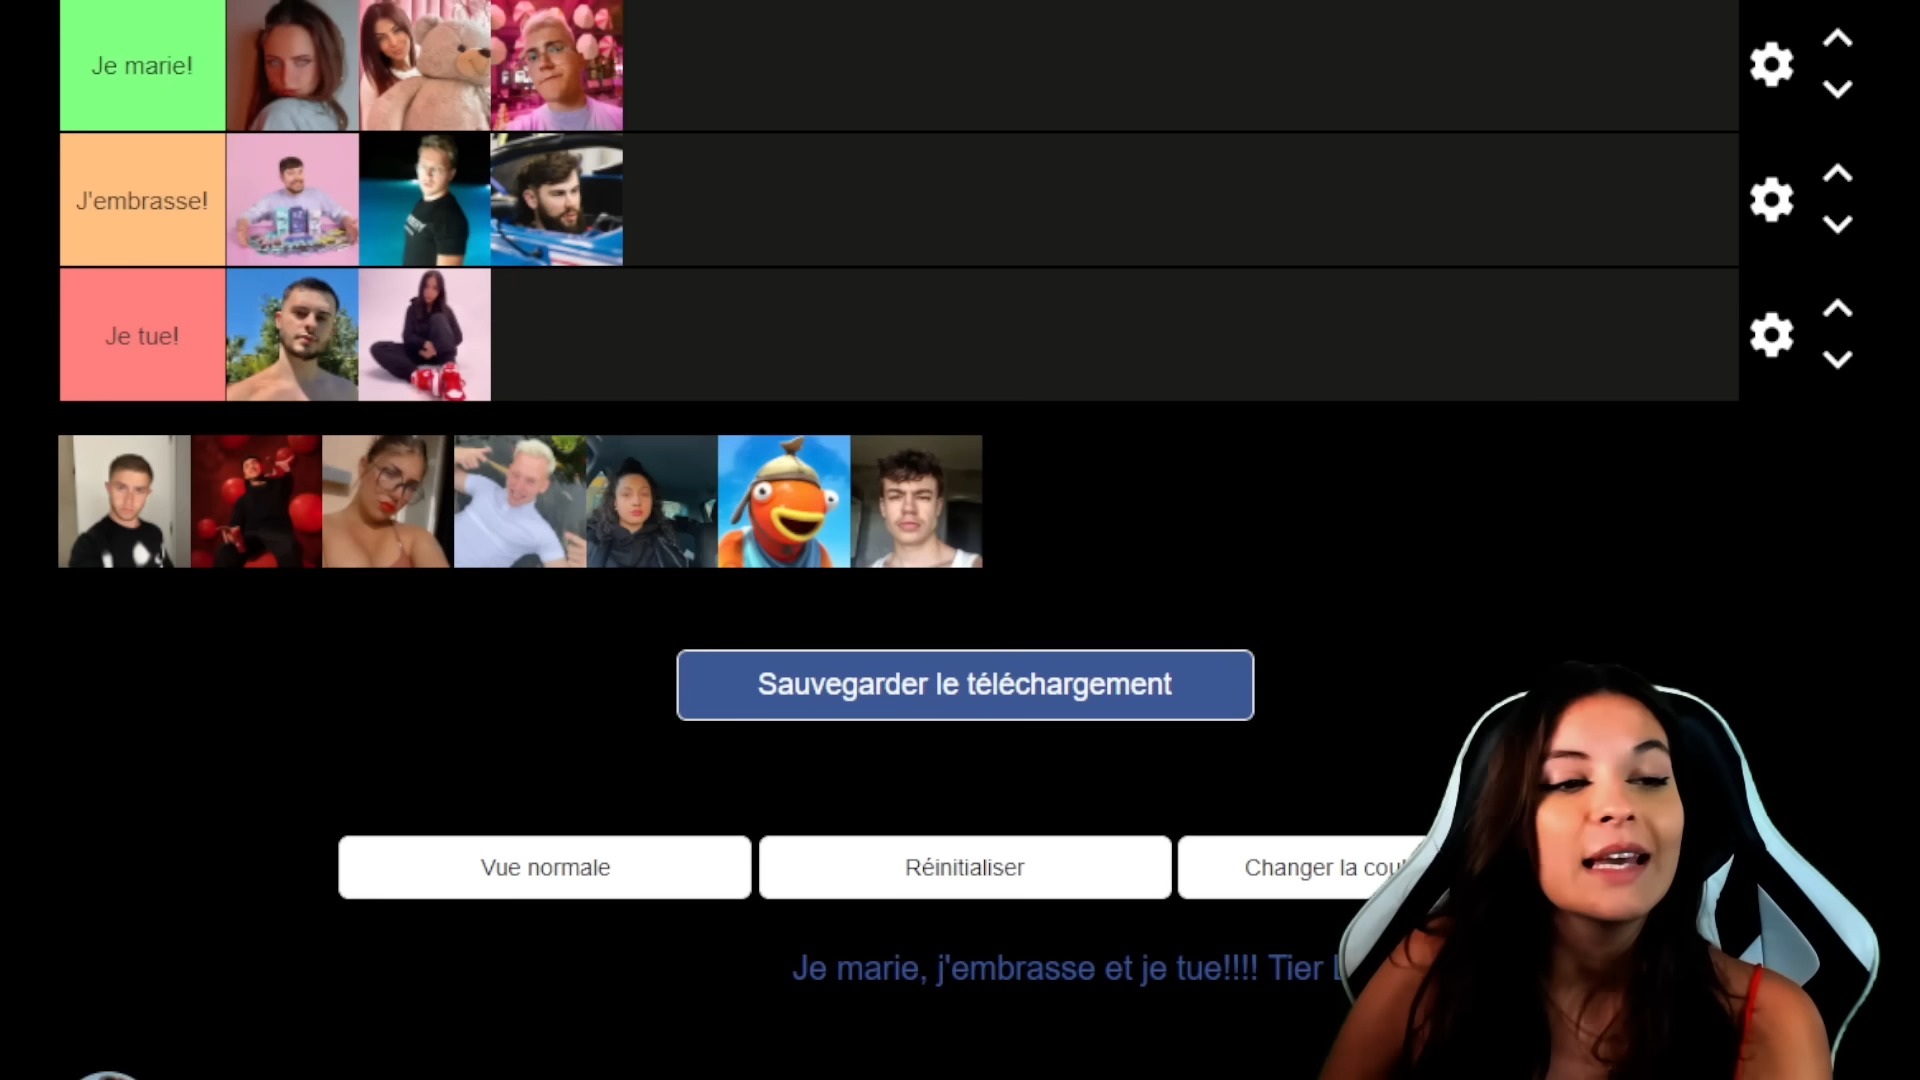 Je marie!
J'embrasse!
Je tue!
Sauvegarder le téléchargement
Vue normale
Réinitialiser
Changer la
Je marie, j'embrasse et je tue!!!! Tier